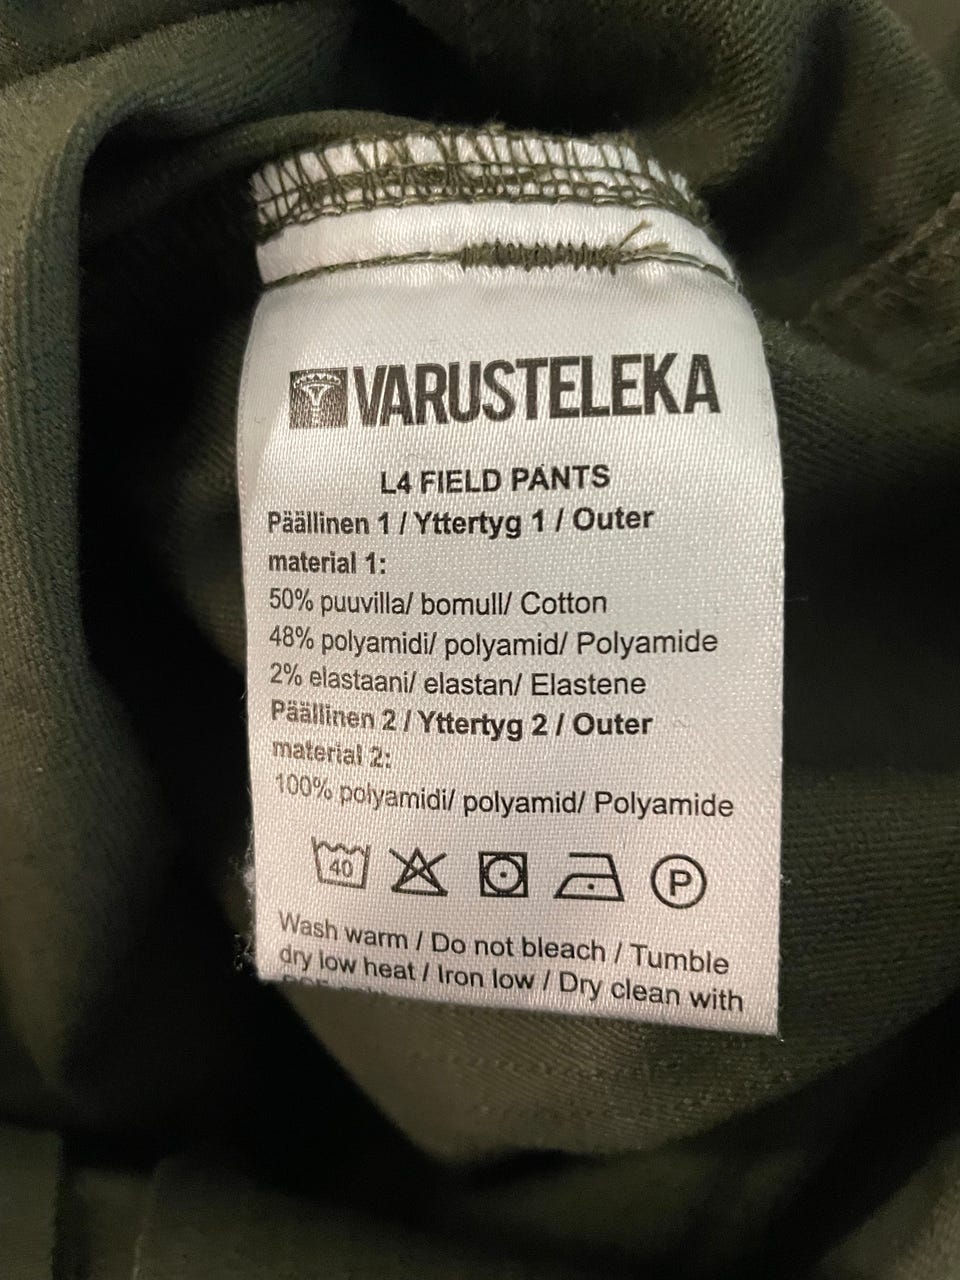 VARUSTELEKA
L4 FIELD PANTS
Päällinen 1 / Yttertyg 1 / Outer
material 1:
50% puuvilla/ bomull/ Cotton
48% polyamidi/ polyamid/ Polyamide
2% elastaani/ elastan/ Elastene
Päällinen 2 / Yttertyg 2 / Outer
material 2:
100% polyamidi/ polyamid/ Polyamide
40 P
Wash warm / Do not bleach / Tumble
dry low heat / Iron low / Dry clean with